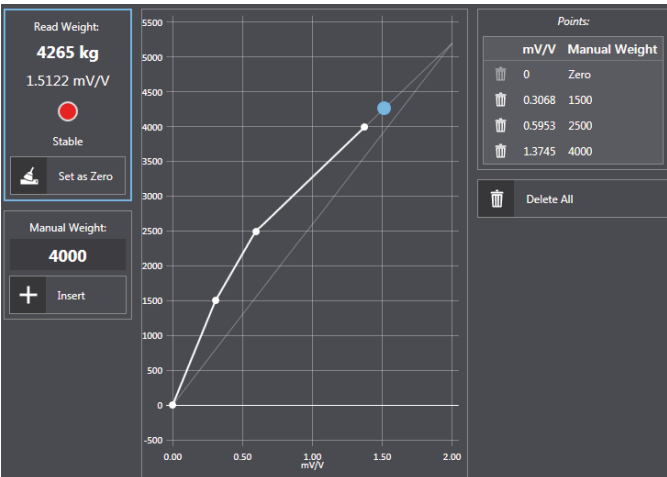 Read Weight:
4265 kg
1.5122 mV/V
Stable
Set as Zero
Manual Weight:
4000
Insert
5500
5000
4500
4000
3500
3000
2500
2000
1500
1000
500
0
-500
0.00 0.50 1.00 1.50 2.00
mV/V
Points:
mV/V Manual Weight
0 Zero
0.3068 1500
0.5953 2500
1.3745 4000
Delete All